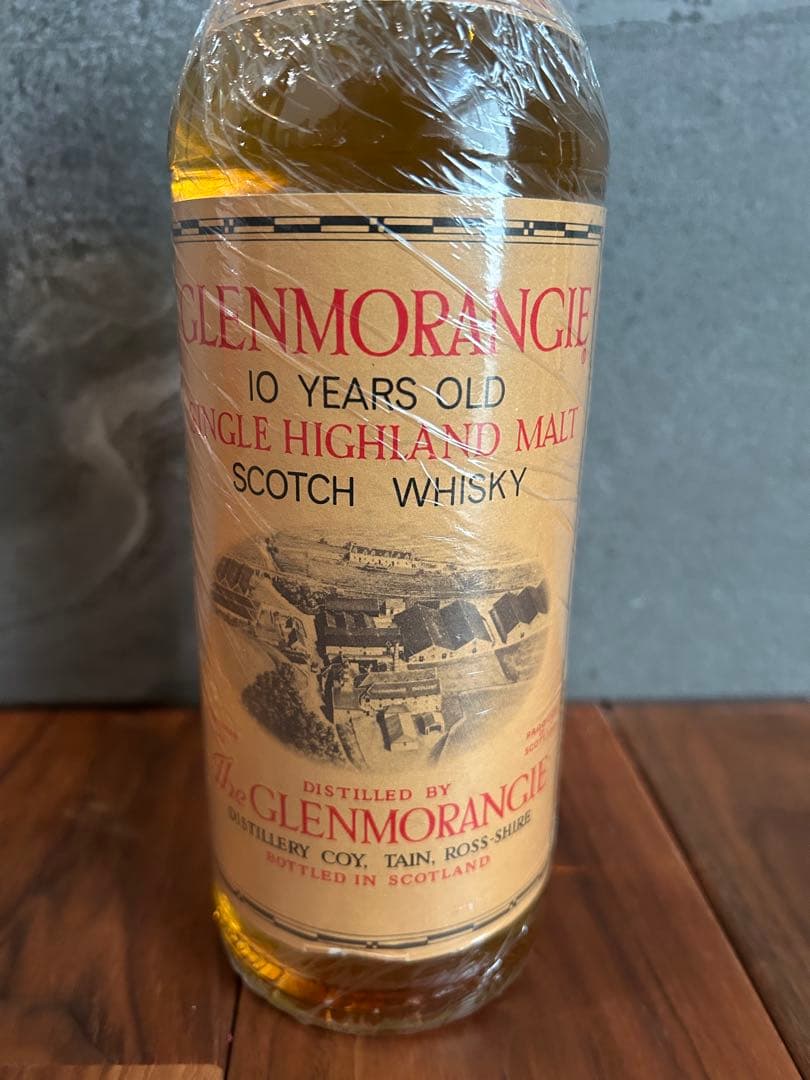 GLENMORANGIE
10 YEARS OLD
SINGLE HIGHLAND MALT
SCOTCH WHISKY
DISTILLED BY
The GLENMORANGIE
DISTILLERY COY, TAIN, ROSS-SHIRE
BOTTLED IN SCOTLAND